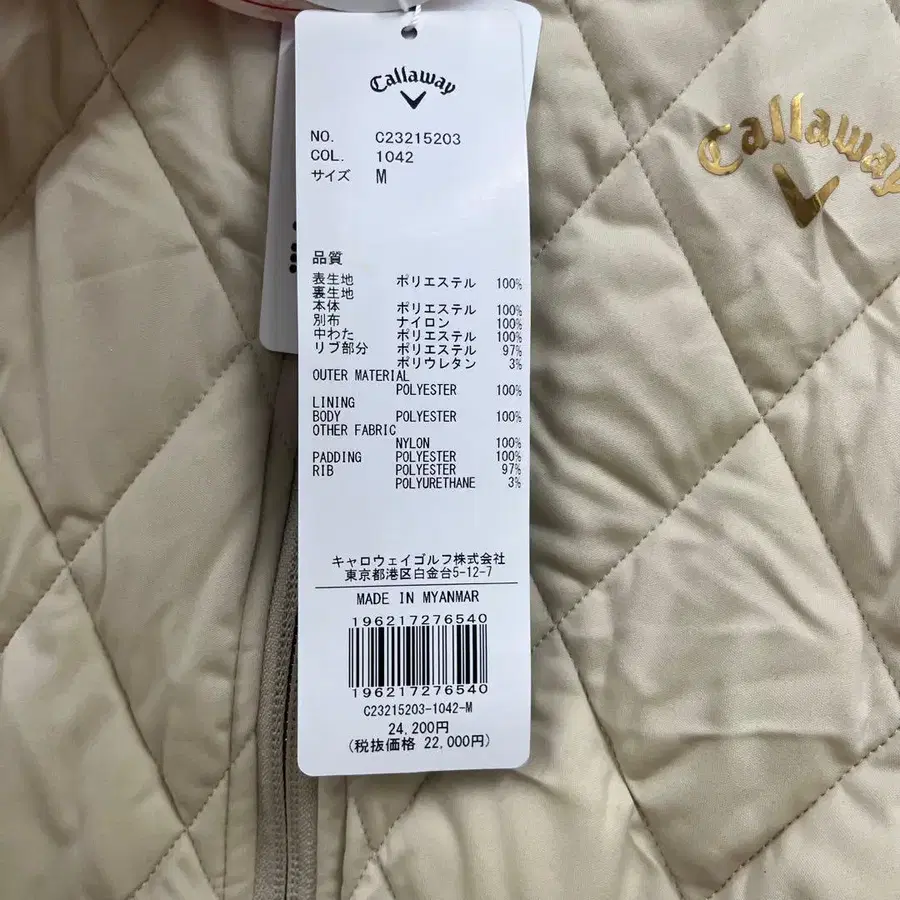 Callaway
NO. C23215203
COL. 1042
サイズ M
品質
表生地 ポリエステル 100%
裏生地
本体 ポリエステル 100%
別布 ナイロン 100%
中わた ポリエステル 100%
リブ部分 ポリエステル 97%
ポリウレタン 3%
OUTER MATERIAL
POLYESTER 100%
LINING
BODY POLYESTER 100%
OTHER FABRIC
NYLON 100%
PADDING POLYESTER 100%
RIB POLYESTER 97%
POLYURETHANE 3%
キャロウェイゴルフ株式会社
東京都港区白金台5-12-7
MADE IN MYANMAR
196217276540
196217276540
C23215203-1042-M
24,200円
(税抜価格 22,000円)
Callaway